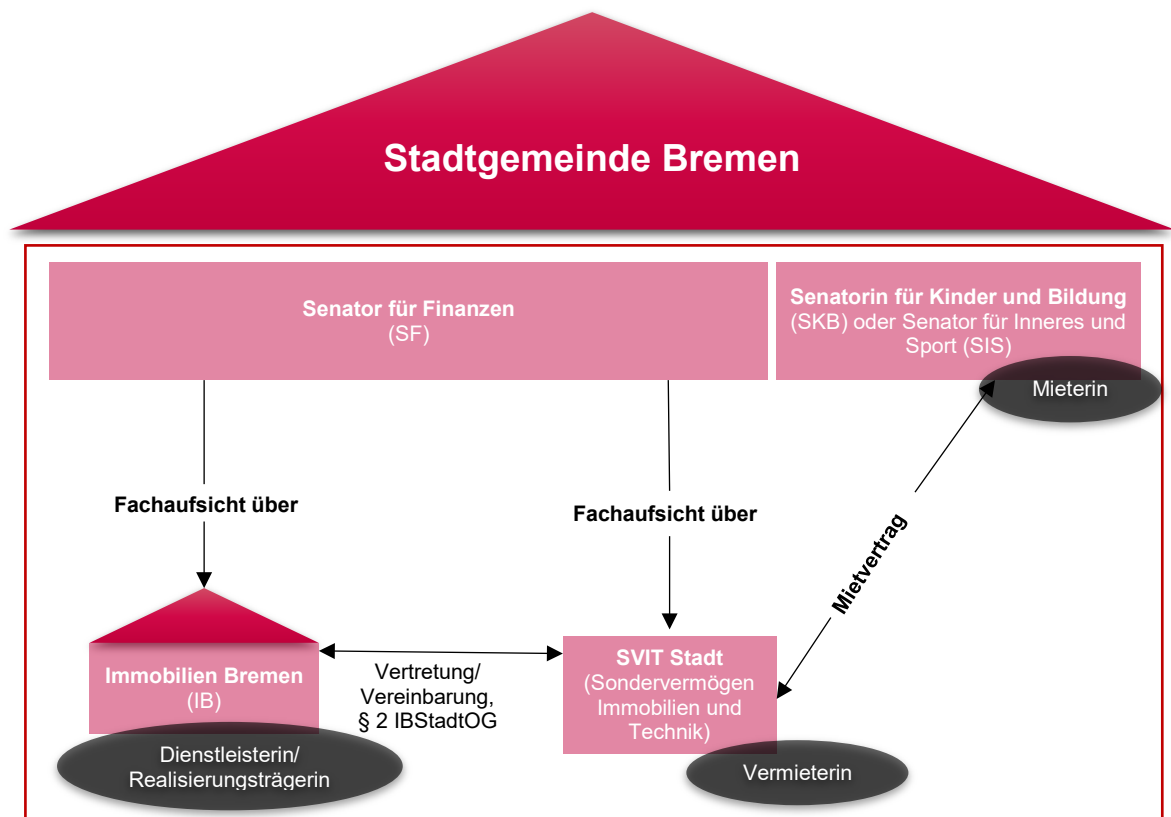 Stadtgemeinde Bremen
Senator für Finanzen
(SF)
Senatorin für Kinder und Bildung
(SKB) oder Senator für Inneres und
Sport (SIS)
Mieterin
Fachaufsicht über
Fachaufsicht über
Mietvertrag
Immobilien Bremen
(IB)
Dienstleisterin/
Realisierungsträgerin
Vertretung/
Vereinbarung,
§ 2 IBStadtOG
SVIT Stadt
(Sondervermögen
Immobilien und
Technik)
Vermieterin